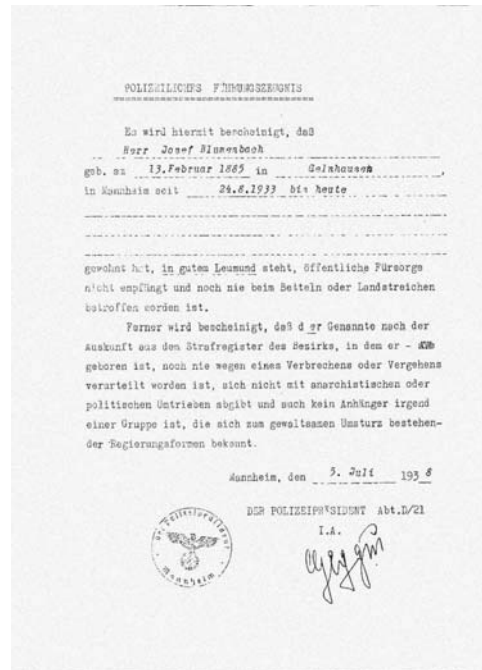 POLIZEILICHES FÜHRUNGSZEUGNIS
Es wird hiermit bescheinigt, daß
Herr Josef Blumenbach
geb. am 13.Februar 1885 in Gelnhausen,
in Mannheim seit 24.8.1933 bis heute
gewohnt hat, in gutem Leumund steht, öffentliche Fürsorge
nicht empfängt und noch nie beim Betteln oder Landstreichen
betroffen worden ist.
Ferner wird bescheinigt, daß d er Genannte nach der
Auskunft aus dem Strafregister des Bezirks, in dem er -
geboren ist, noch nie wegen eines Verbrechens oder Vergehens
verurteilt worden ist, sich nicht mit anarchistischen oder
politischen Umtrieben abgibt und auch kein Anhänger irgend
einer Gruppe ist, die sich zum gewaltsamen Umsturz bestehen-
der Regierungsformen bekennt.
Mannheim, den 5. Juli 193 8
DER POLIZEIPRÄSIDENT Abt.D/21
I.A.
Der Polizeipräsident
Mannheim